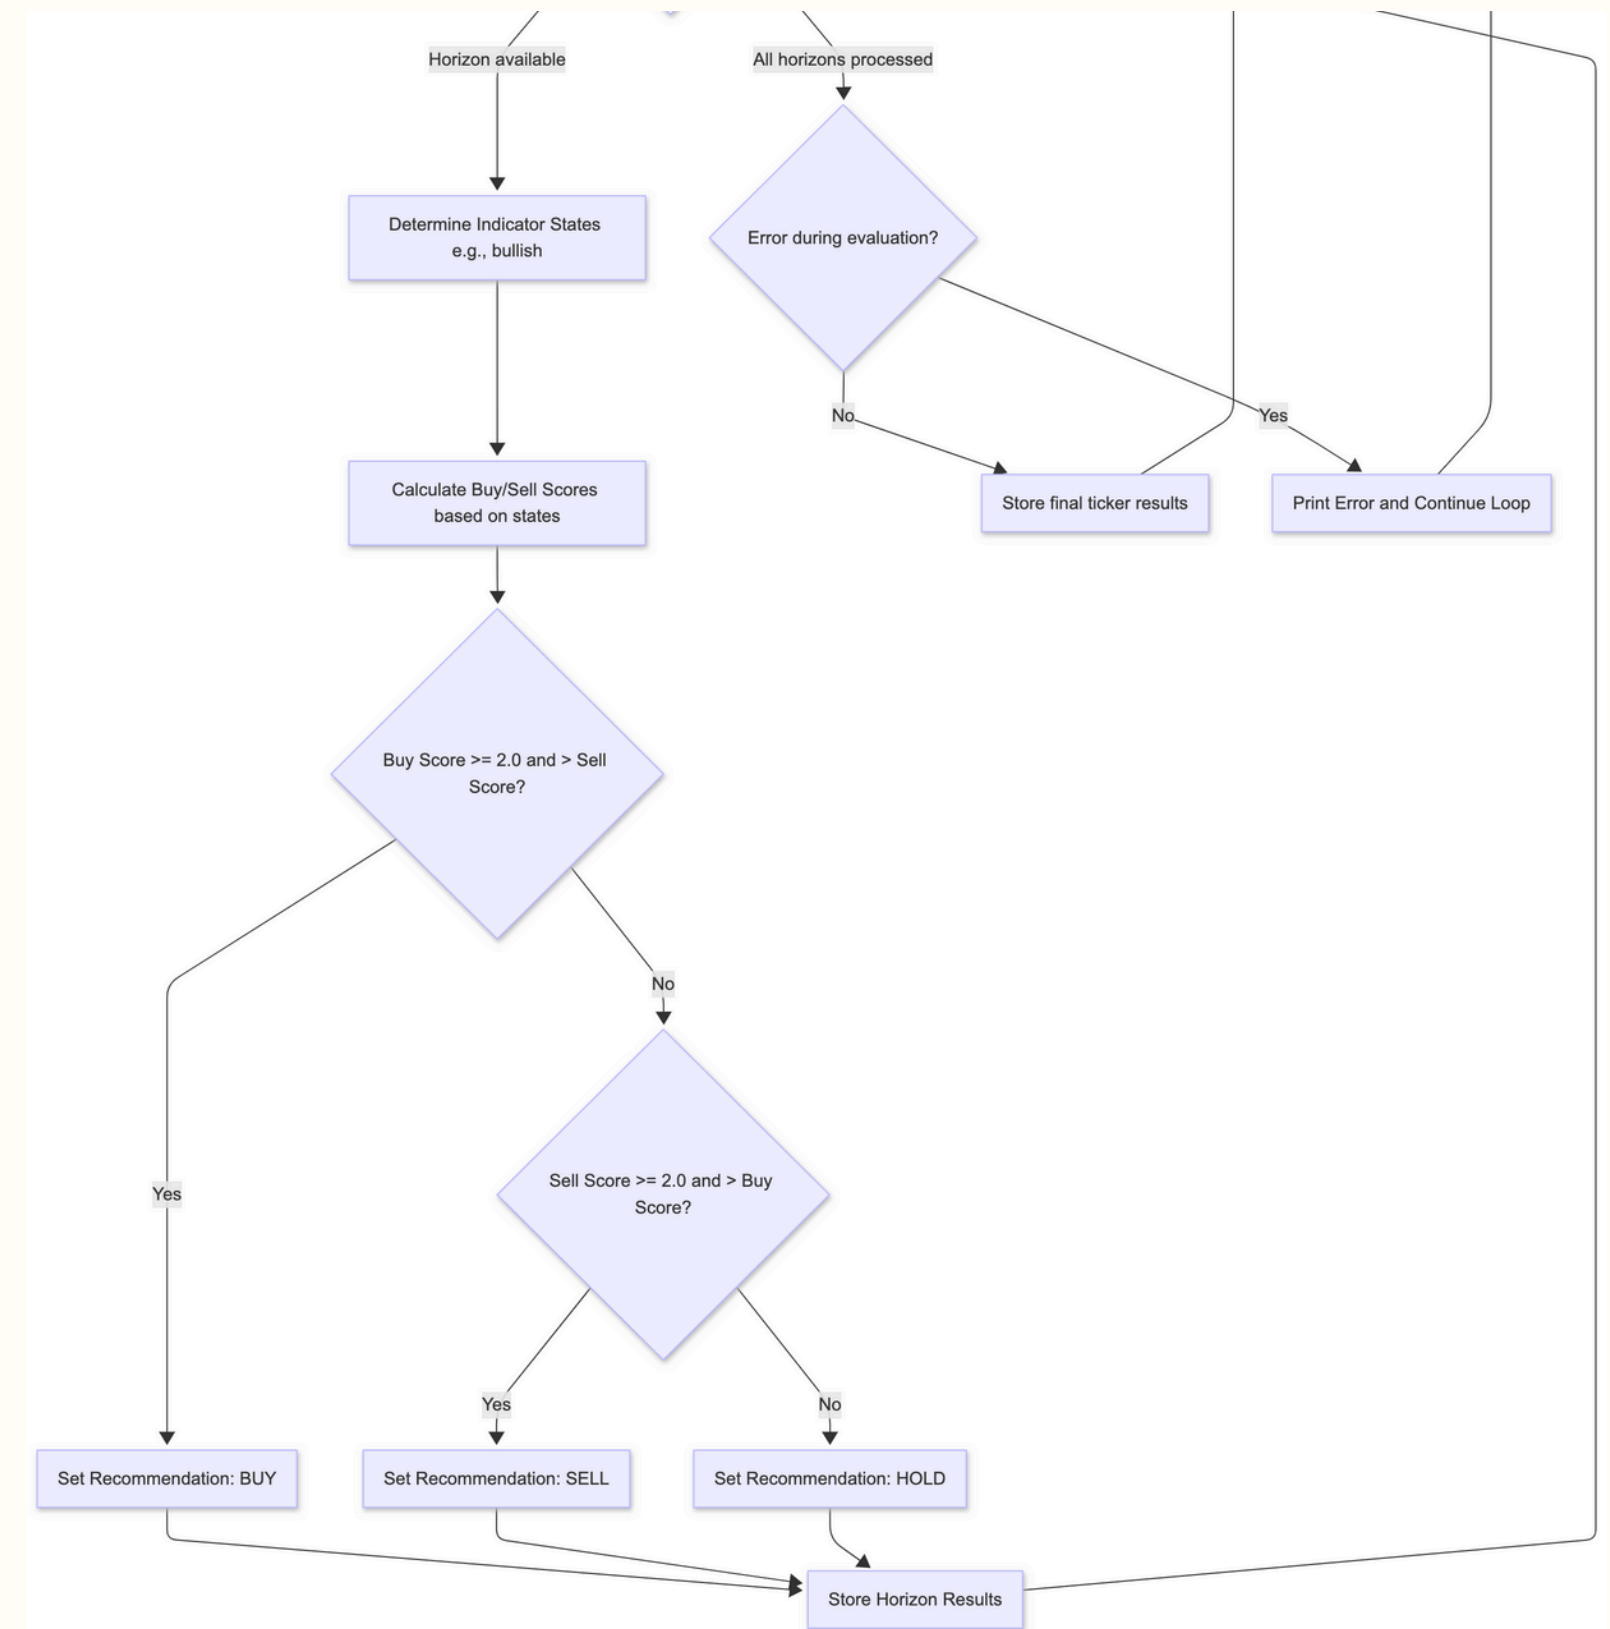 Horizon available
All horizons processed
Determine Indicator States
e.g., bullish
Error during evaluation?
No
Yes
Calculate Buy/Sell Scores
based on states
Store final ticker results
Print Error and Continue Loop
Buy Score >= 2.0 and > Sell
Score?
No
Yes
Sell Score >= 2.0 and > Buy
Score?
Yes
No
Set Recommendation: BUY
Set Recommendation: SELL
Set Recommendation: HOLD
Store Horizon Results